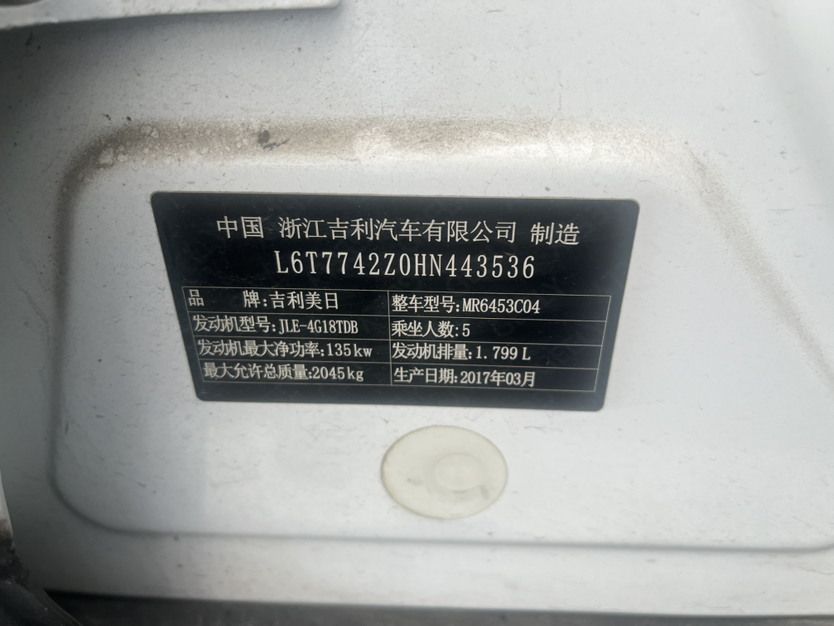 中国 浙江吉利汽车有限公司 制造
L6T7742Z0HN443536
品 牌:吉利美日 整车型号:MR6453C04
发动机型号:JLE-4G18TDB 乘坐人数:5
发动机最大净功率:135kw 发动机排量:1.799L
最大允许总质量:2045kg 生产日期:2017年03月